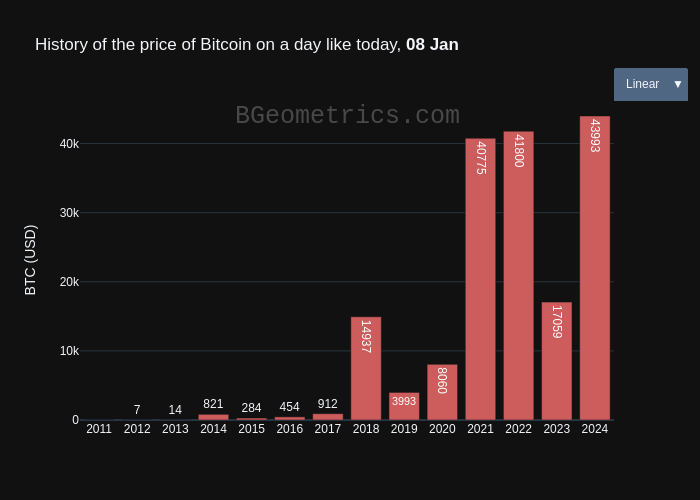 History of the price of Bitcoin on a day like today, 08 Jan
Linear ▼
BGeometrics.com
BTC (USD)
40k
30k
20k
10k
0
7
14
821
284
454
912
14937
3993
8060
40775
41800
17059
43993
2011 2012 2013 2014 2015 2016 2017 2018 2019 2020 2021 2022 2023 2024